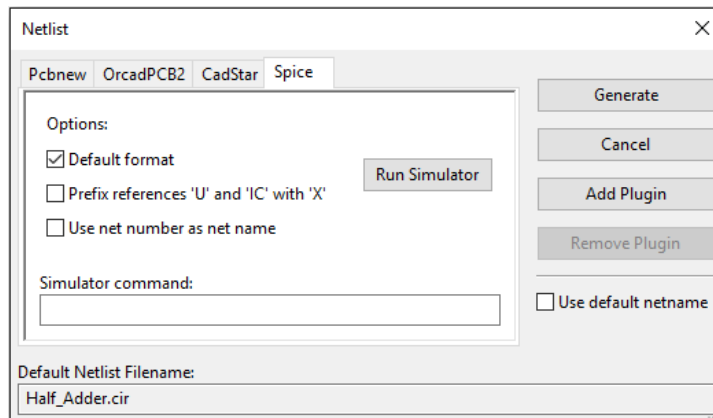 Netlist
Pcbnew OrcadPCB2 CadStar Spice
Options:
Default format
Prefix references 'U' and 'IC' with 'X'
Use net number as net name
Run Simulator
Simulator command:
Generate
Cancel
Add Plugin
Remove Plugin
Use default netname
Default Netlist Filename:
Half_Adder.cir